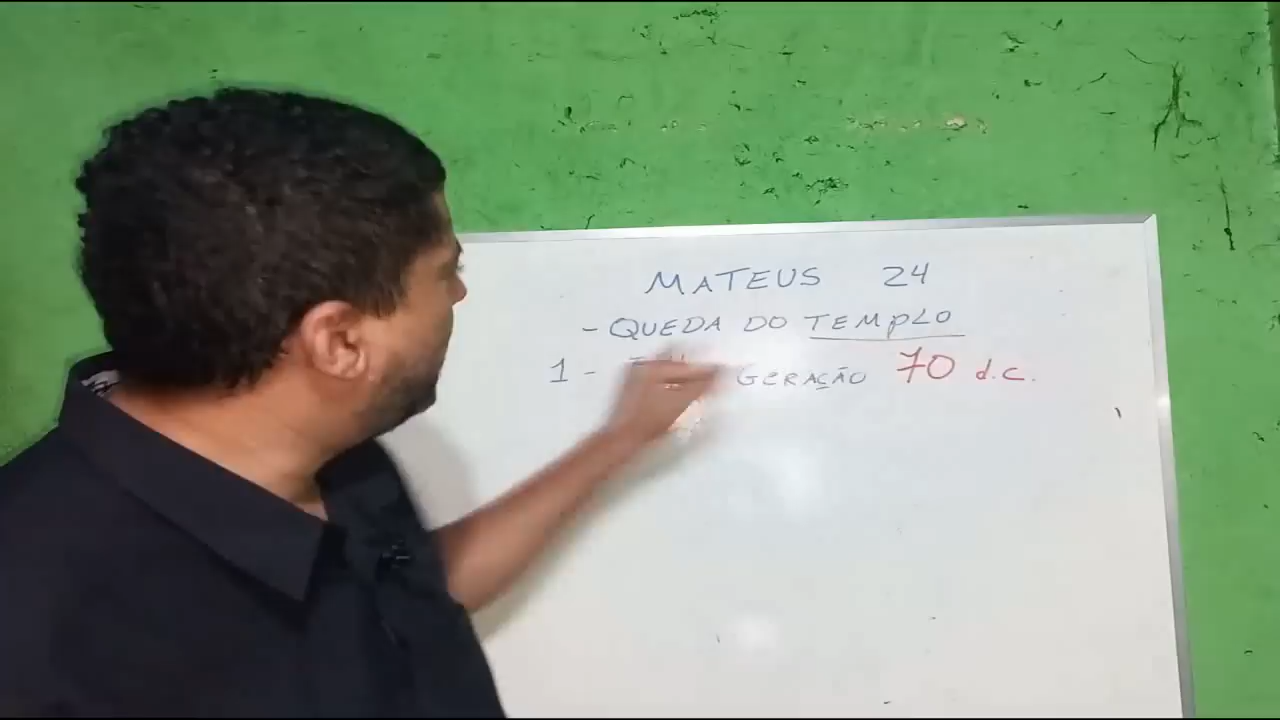 MATEUS 24
- QUEDA DO TEMPLO
1 - GERAÇÃO 70 d.C.